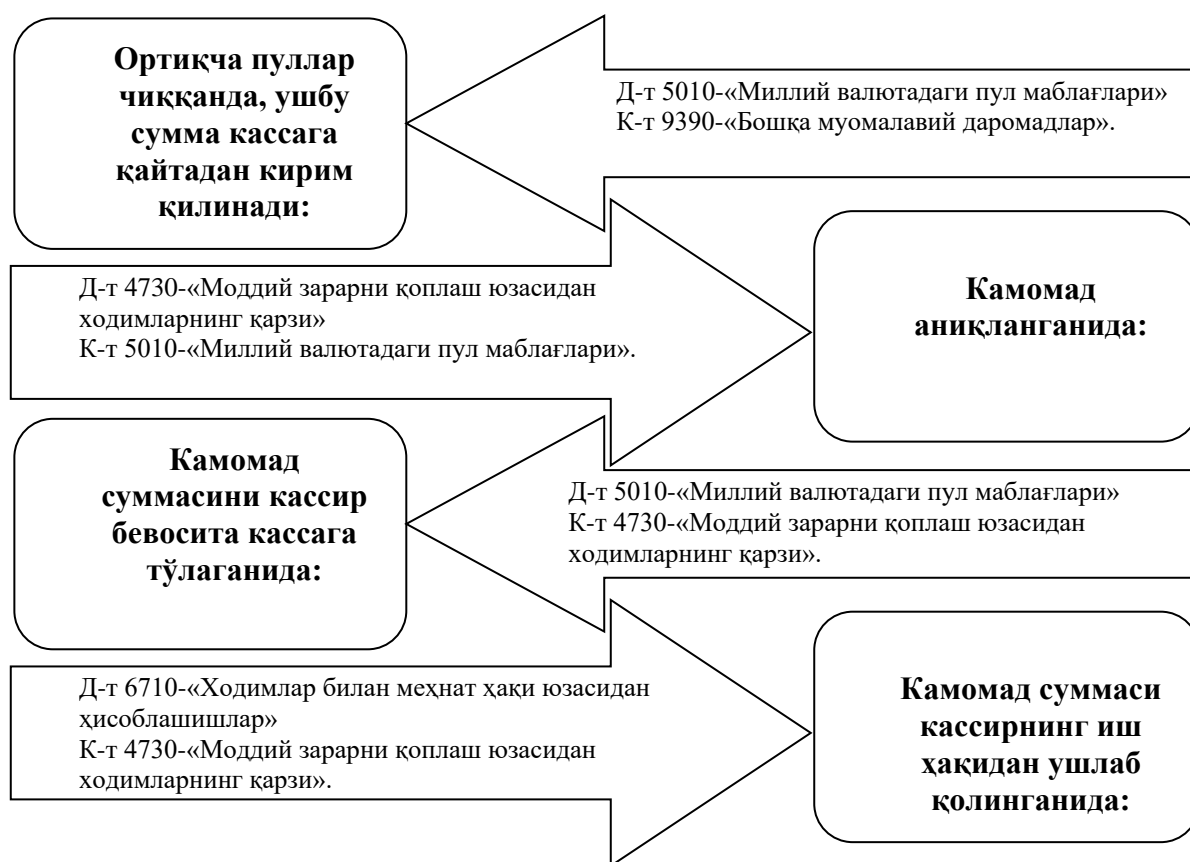 Ортиқча пуллар
чиққанда, ушбу
сумма кассага
қайтадан кирим
қилинади:
Д-т 5010-«Миллий валютадаги пул маблағлари»
К-т 9390-«Бошқа муомалавий даромадлар».
Д-т 4730-«Моддий зарарни қоплаш юзасидан
ходимларнинг қарзи»
К-т 5010-«Миллий валютадаги пул маблағлари».
Камомад
аниқланганида:
Камомад
суммасини кассир
бевосита кассага
тўлаганида:
Д-т 5010-«Миллий валютадаги пул маблағлари»
К-т 4730-«Моддий зарарни қоплаш юзасидан
ходимларнинг қарзи».
Д-т 6710-«Ходимлар билан меҳнат ҳақи юзасидан
ҳисоблашишлар»
К-т 4730-«Моддий зарарни қоплаш юзасидан
ходимларнинг қарзи».
Камомад суммаси
кассирнинг иш
ҳақидан ушлаб
қолинганида: